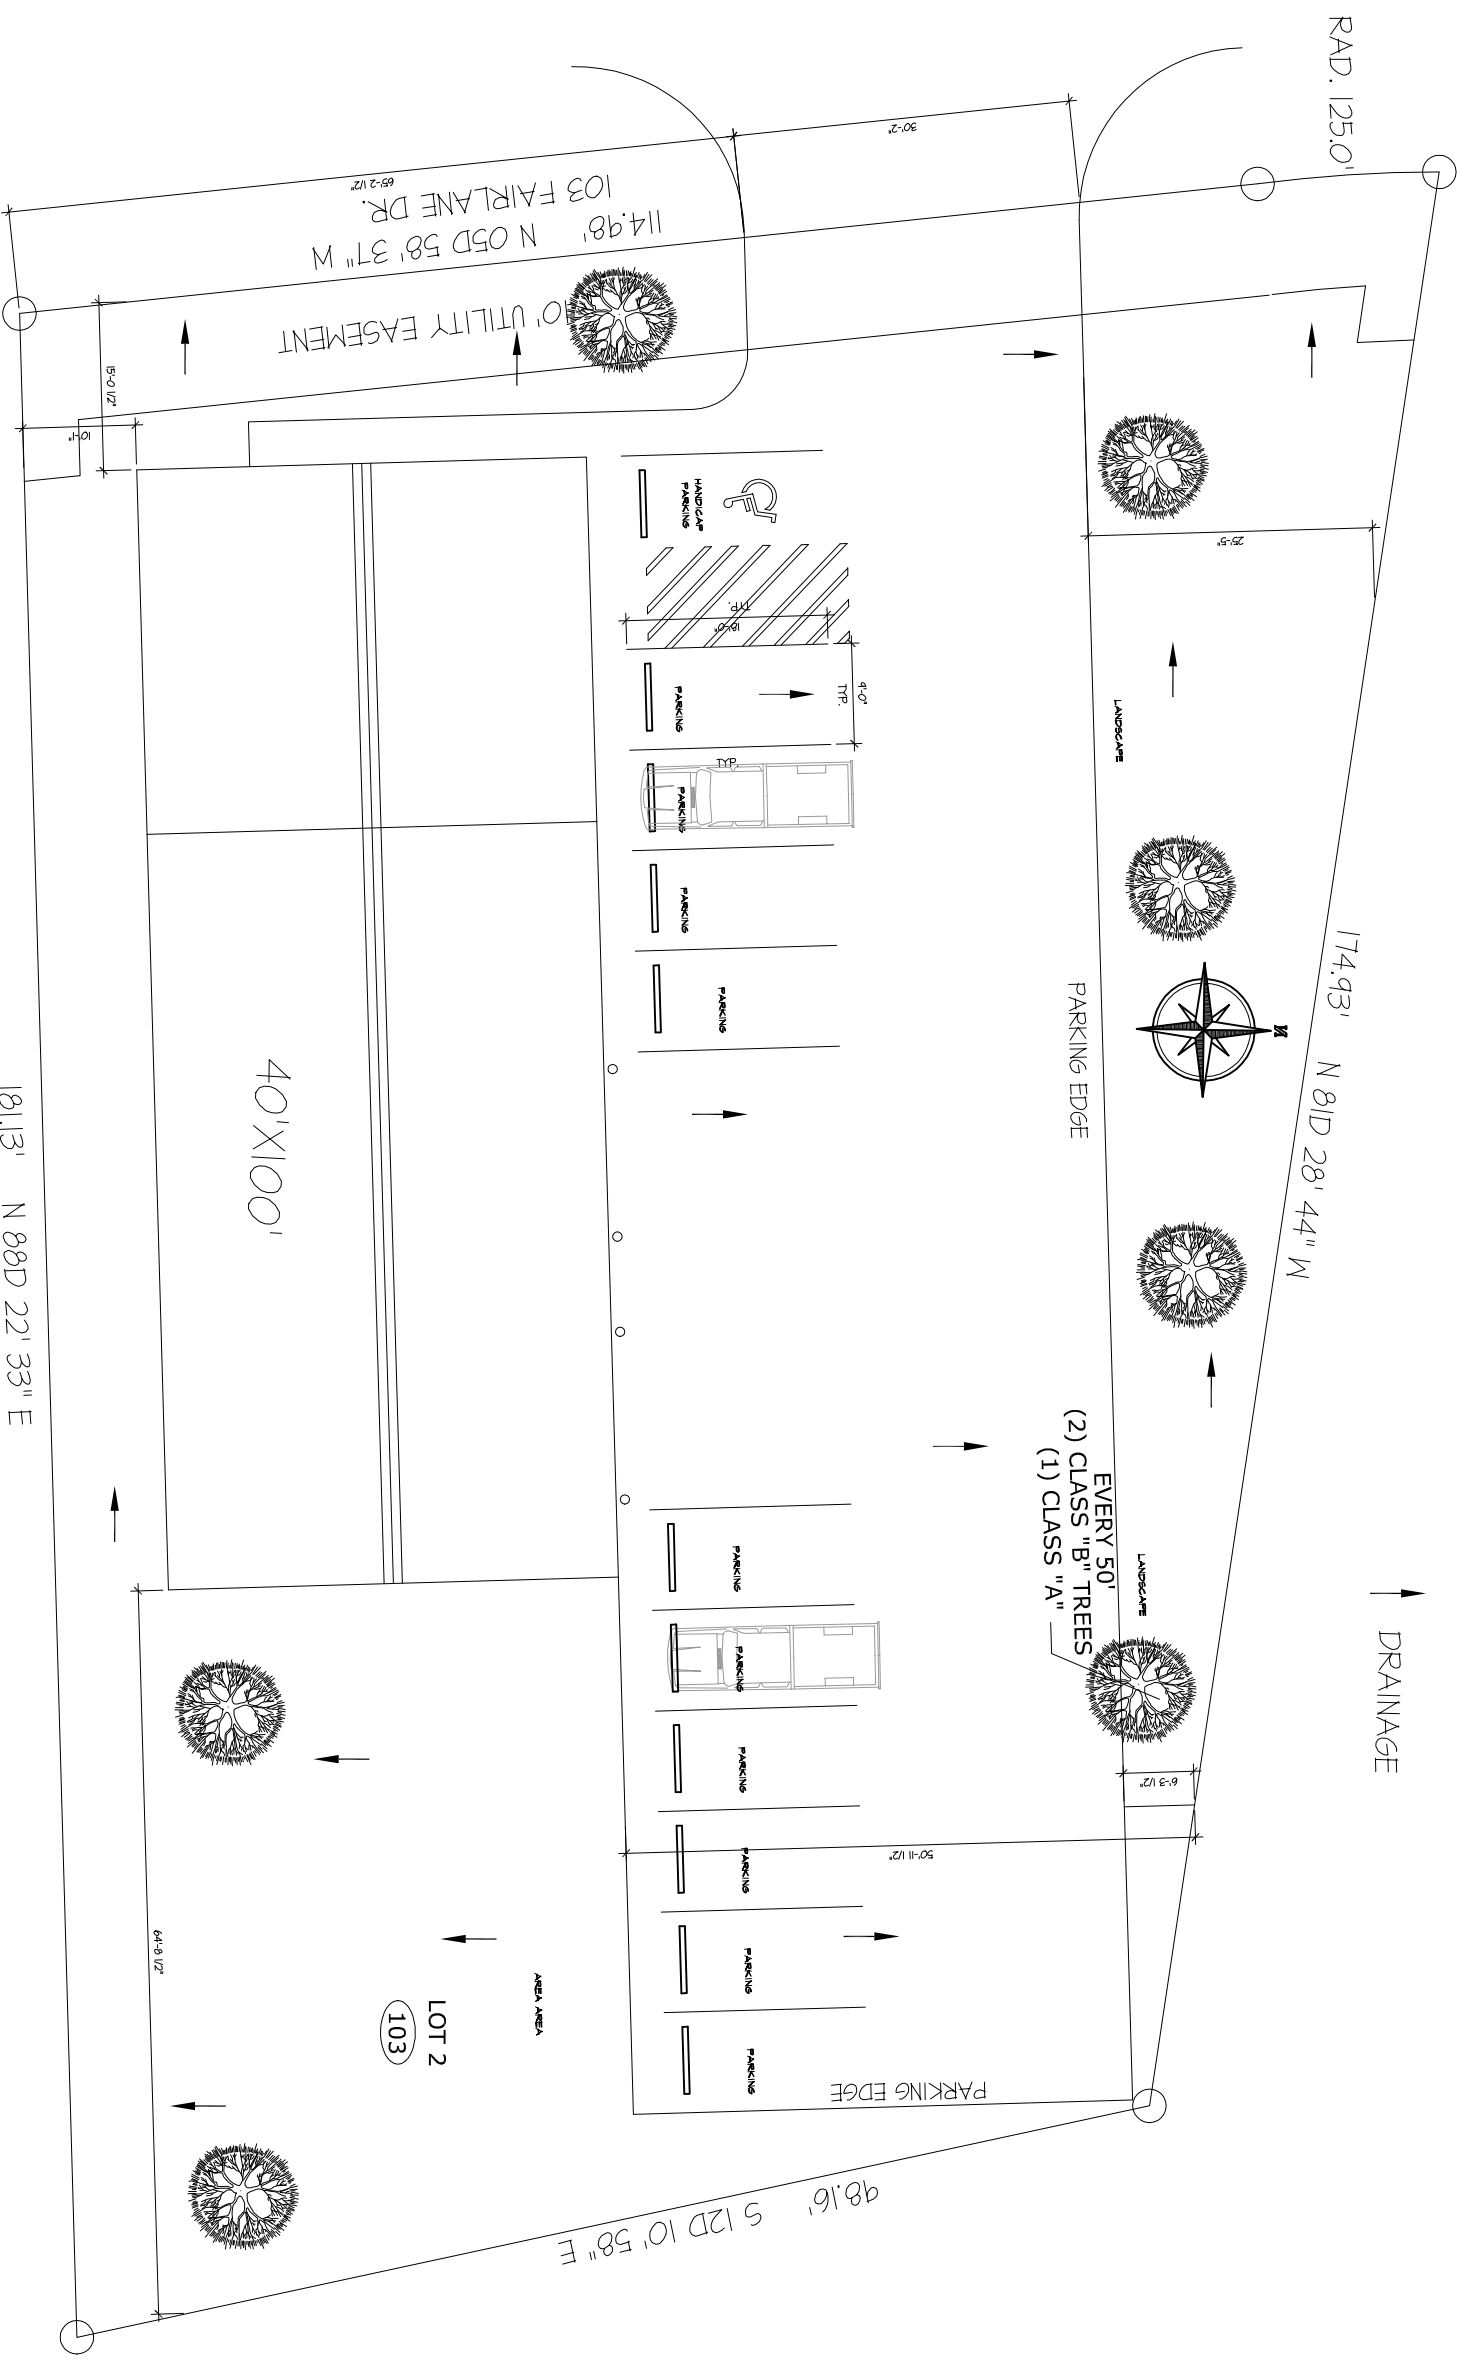 RAD. 125.0'
30'-2"
65'-2 1/2"
103 FAIRLANE DR.
114.98' N 05D 58' 37" W
10' UTILITY EASEMENT
15'-0 1/2"
10'-1"
HANDICAP
PARKING
TYP.
18'-0"
9'-0"
TYP.
PARKING
TYP
PARKING
PARKING
PARKING
25'-5"
LANDSCAPE
N
174.93' N 81D 28' 44" W
PARKING EDGE
40'X100'
181.13' N 88D 22' 33" E
EVERY 50'
(2) CLASS "B" TREES
(1) CLASS "A"
LANDSCAPE
DRAINAGE
PARKING
PARKING
PARKING
PARKING
PARKING
PARKING
6'-3 1/2"
50'-11 1/2"
64'-8 1/2"
AREA AREA
LOT 2
103
PARKING EDGE
98.16' S 12D 10' 58" E